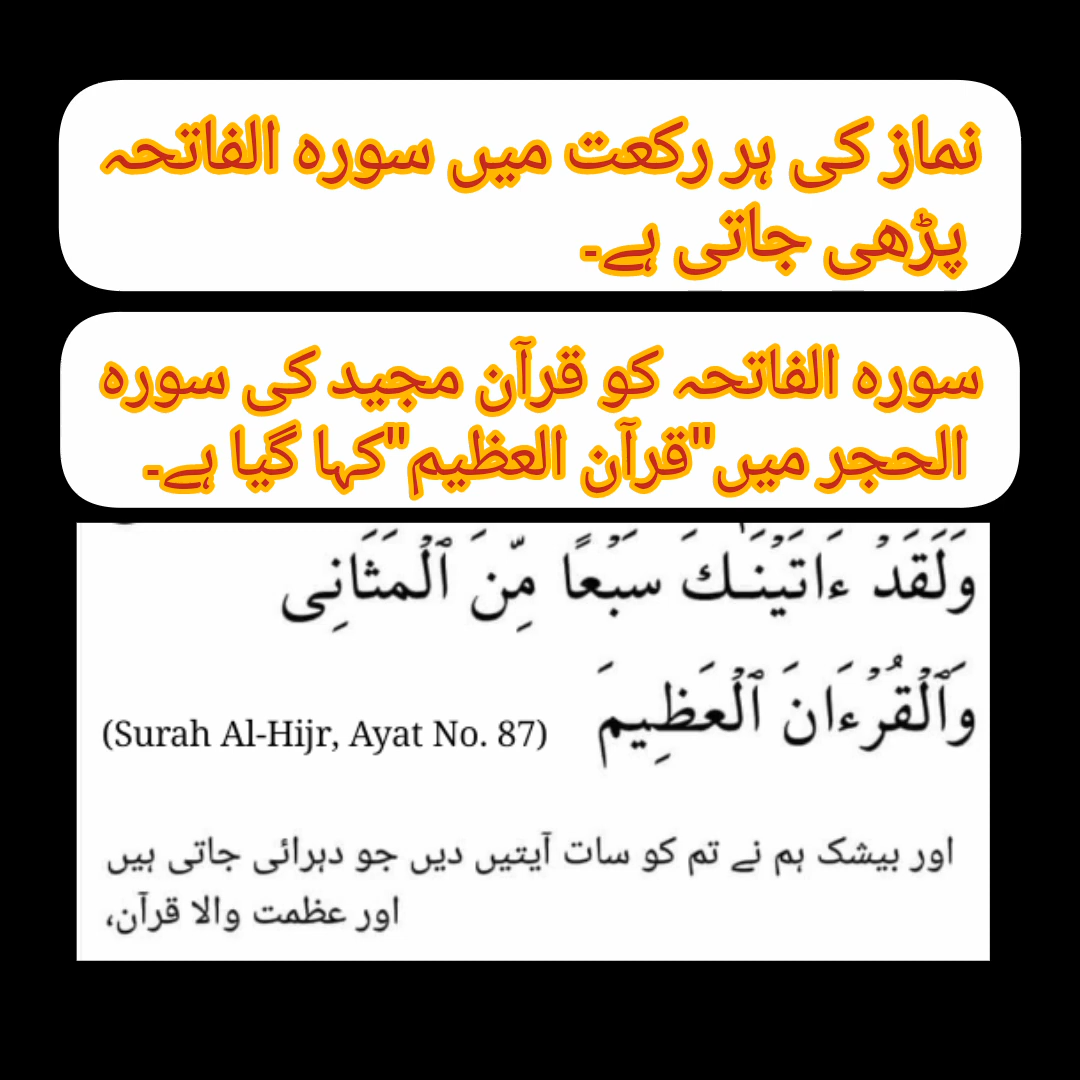 نماز کی ہر رکعت میں سورہ الفاتحہ
پڑھی جاتی ہے۔
سورہ الفاتحہ کو قرآن مجید کی سورہ
الحجر میں"قرآن العظیم"کہا گیا ہے۔
وَلَقَدْ ءَاتَيْنَـٰكَ سَبْعًا مِّنَ ٱلْمَثَانِى
وَٱلْقُرْءَانَ ٱلْعَظِيمَ (Surah Al-Hijr, Ayat No. 87)
اور بیشک ہم نے تم کو سات آیتیں دیں جو دہرائی جاتی ہیں
اور عظمت والا قرآن،